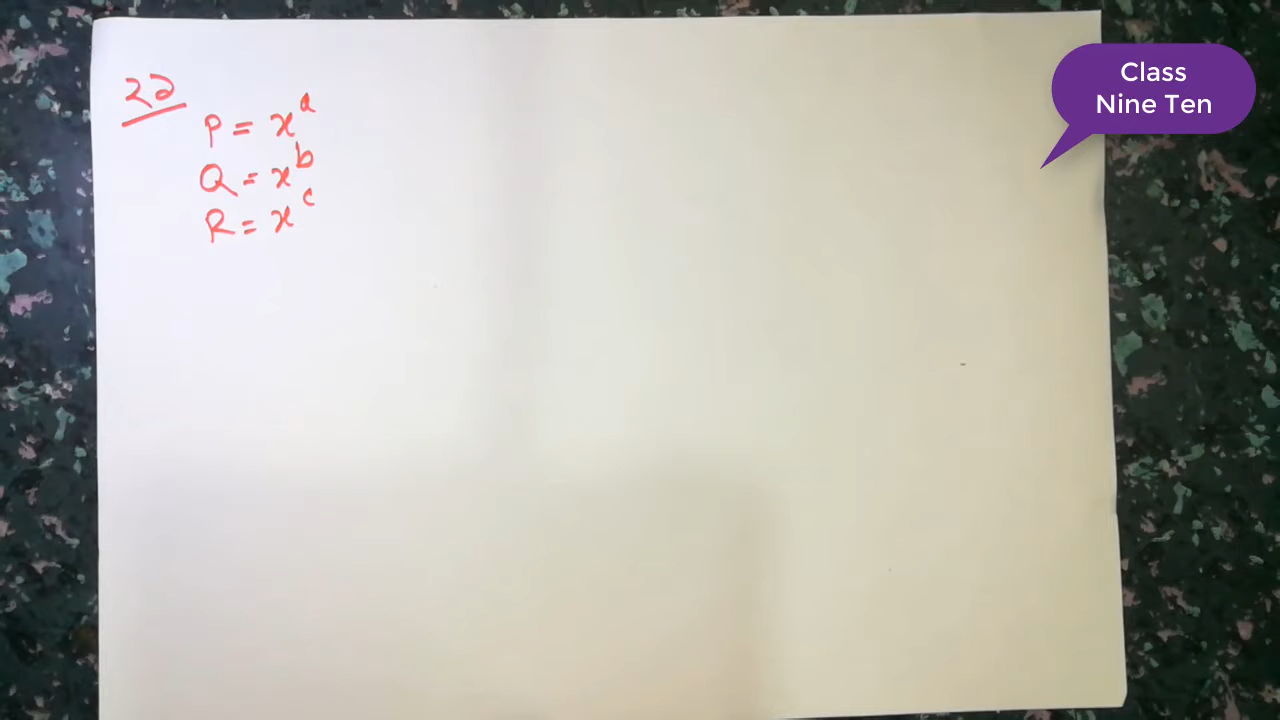 22
P = x^a
Q = x^b
R = x^c
Class
Nine Ten